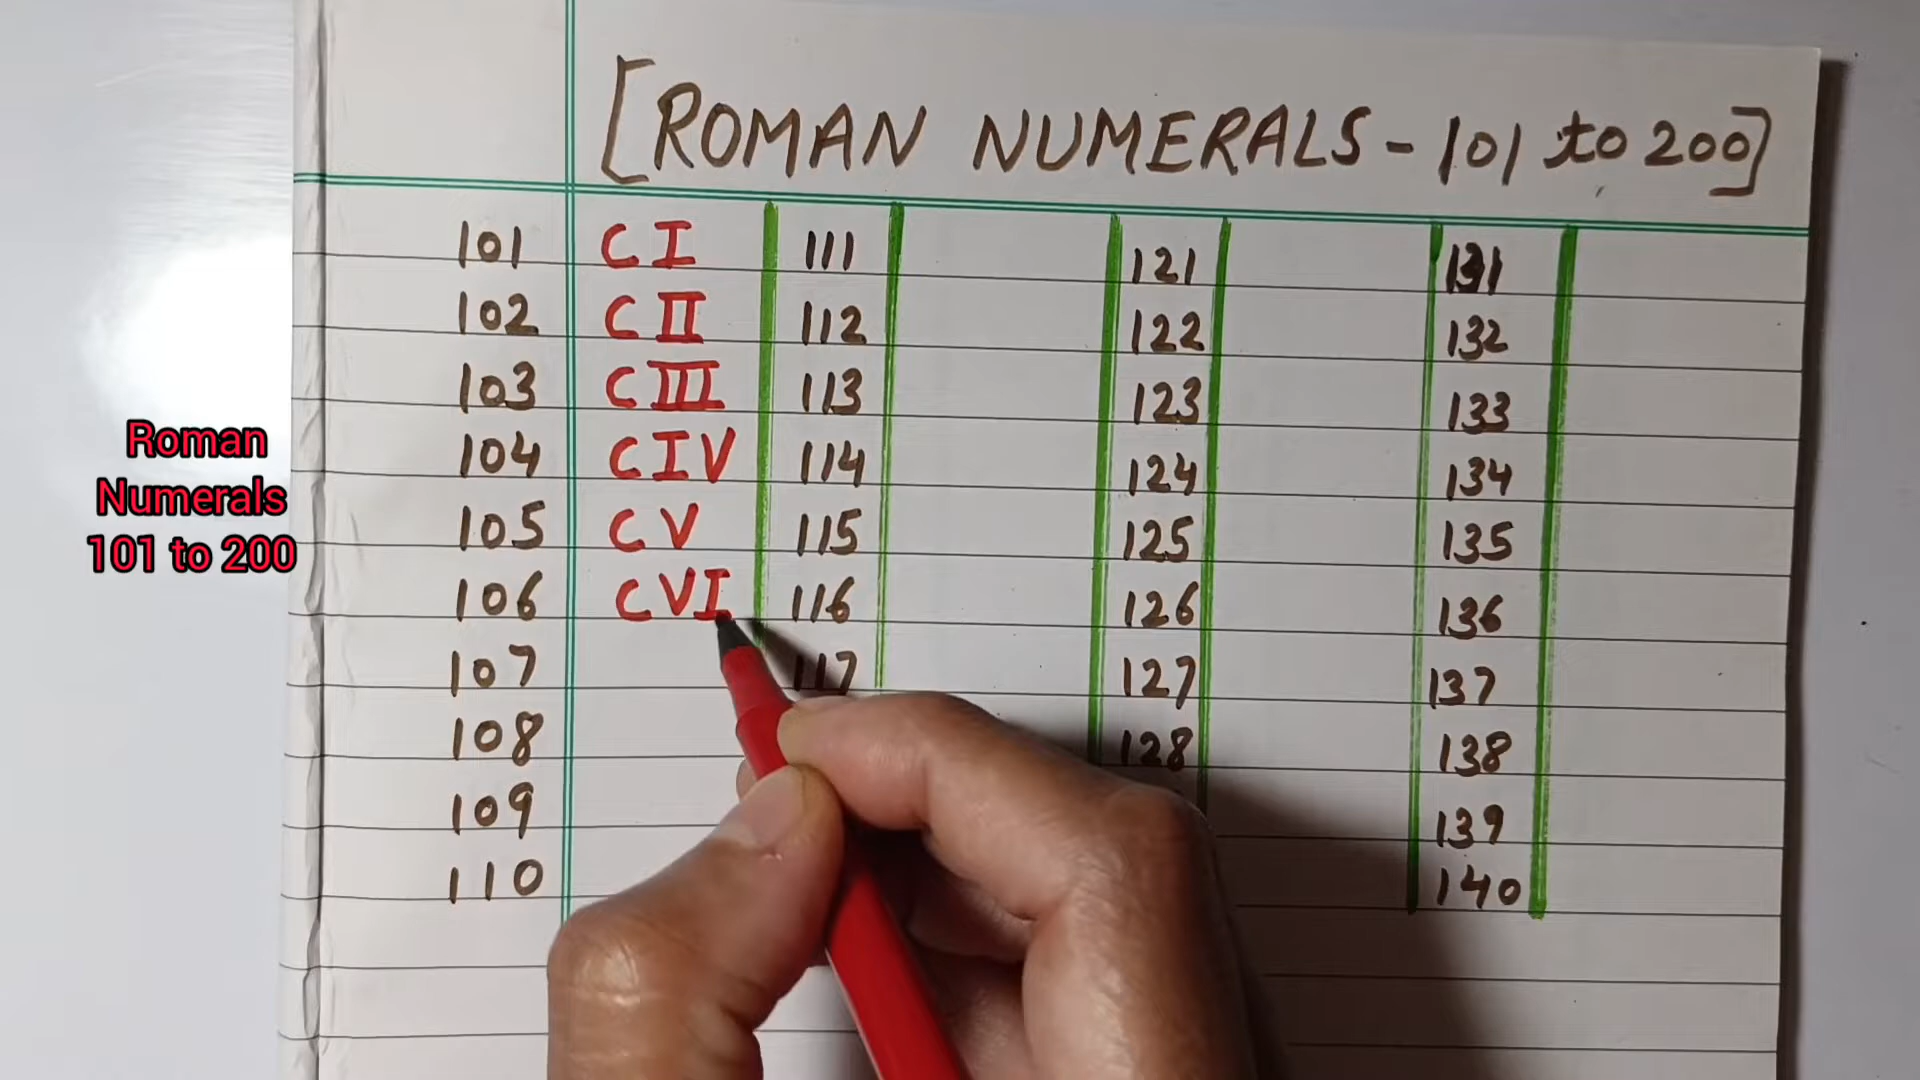 [ROMAN NUMERALS - 101 to 200]
101 CI 111 121 131
102 CII 112 122 132
103 CIII 113 123 133
104 CIV 114 124 134
105 CV 115 125 135
106 CVI 116 126 136
107 117 127 137
108 128 138
109 139
110 140
Roman
Numerals
101 to 200